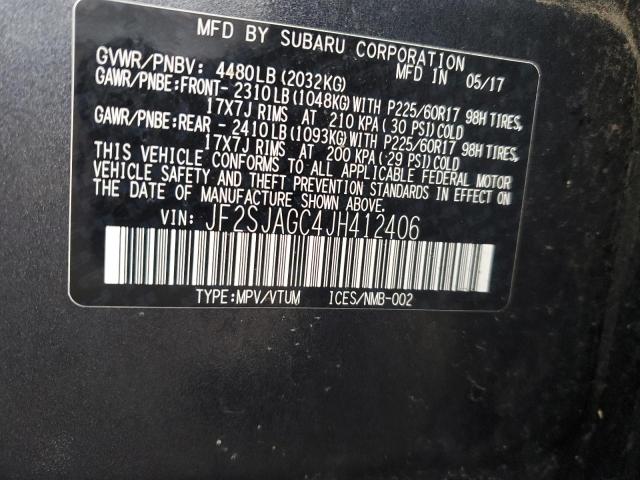 MFD BY SUBARU CORPORATION
GVWR/PNBV: 4480LB(2032KG) MFD IN 05/17
GAWR/PNBE:FRONT- 2310LB(1048KG)WITH P225/60R17 98H TIRES,
17X7J RIMS AT 210 KPA(30 PSI)COLD
GAWR/PNBE:REAR - 2410LB(1093KG)WITH P225/60R17 98H TIRES,
17X7J RIMS AT 200 KPA(29 PSI)COLD
THIS VEHICLE CONFORMS TO ALL APPLICABLE FEDERAL MOTOR
VEHICLE SAFETY AND THEFT PREVENTION STANDARDS IN EFFECT ON
THE DATE OF MANUFACTURE SHOWN ABOVE.
VIN: JF2SJAGC4JH412406
TYPE:MPV/VTUM ICES/NMB-002